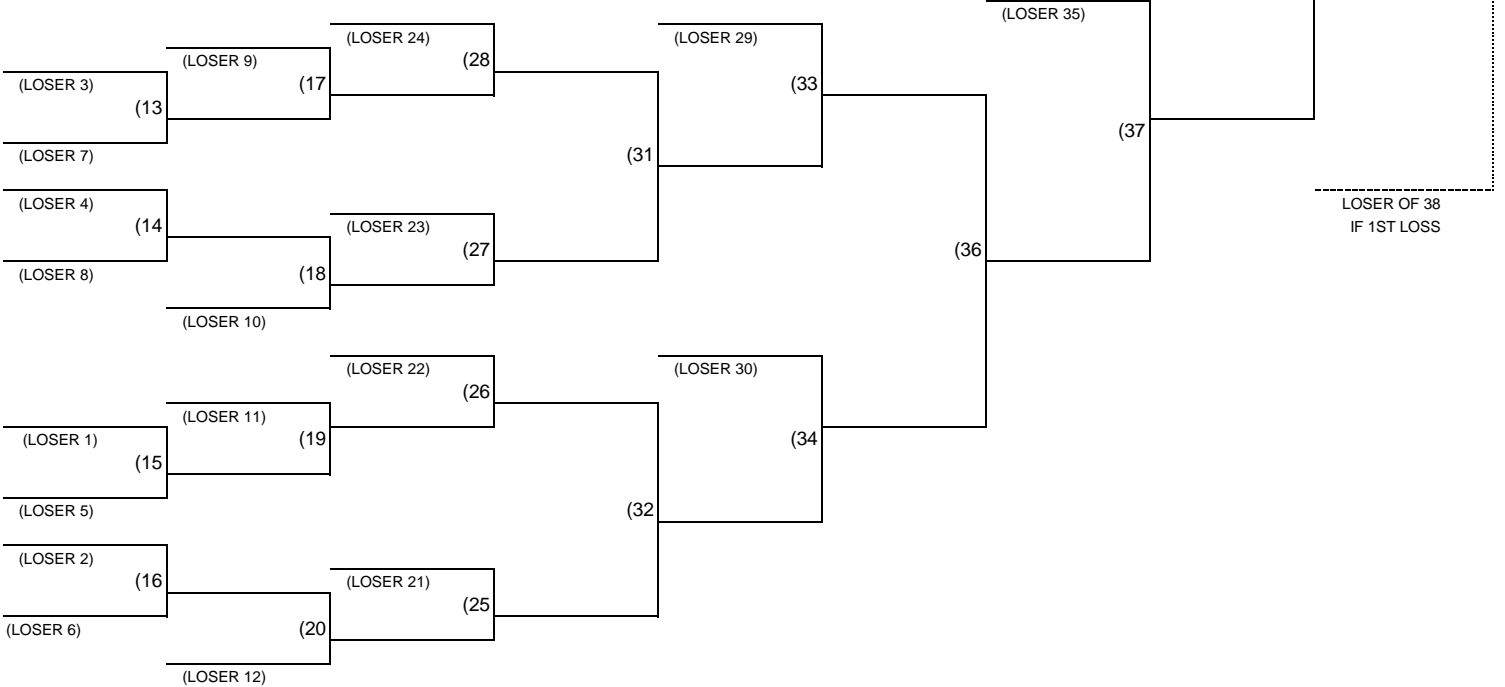 (LOSER 35)
(LOSER 24)
(LOSER 29)
(LOSER 9)
(28
(LOSER 3)
(17
(33
(13
(37
(LOSER 7)
(31
(LOSER 4)
LOSER OF 38
(14
(LOSER 23)
IF 1ST LOSS
(27
(36
(LOSER 8)
(18
(LOSER 10)
(LOSER 22)
(LOSER 30)
(26
(LOSER 11)
(LOSER 1)
(19
(34
(15
(LOSER 5)
(32
(LOSER 2)
(16
(LOSER 21)
(25
(LOSER 6)
(20
(LOSER 12)